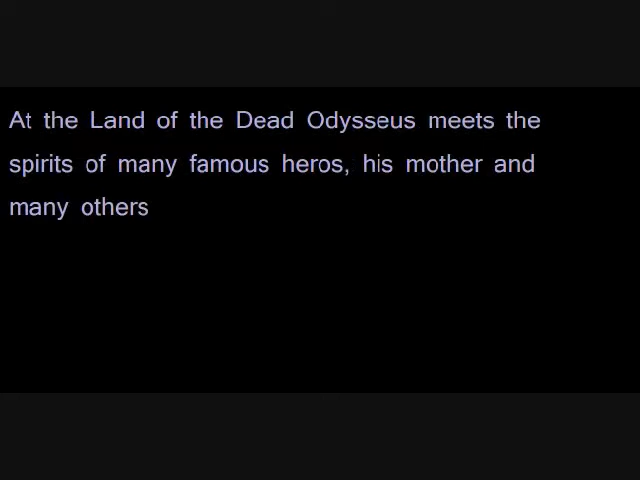 At the Land of the Dead Odysseus meets the
spirits of many famous heros, his mother and
many others